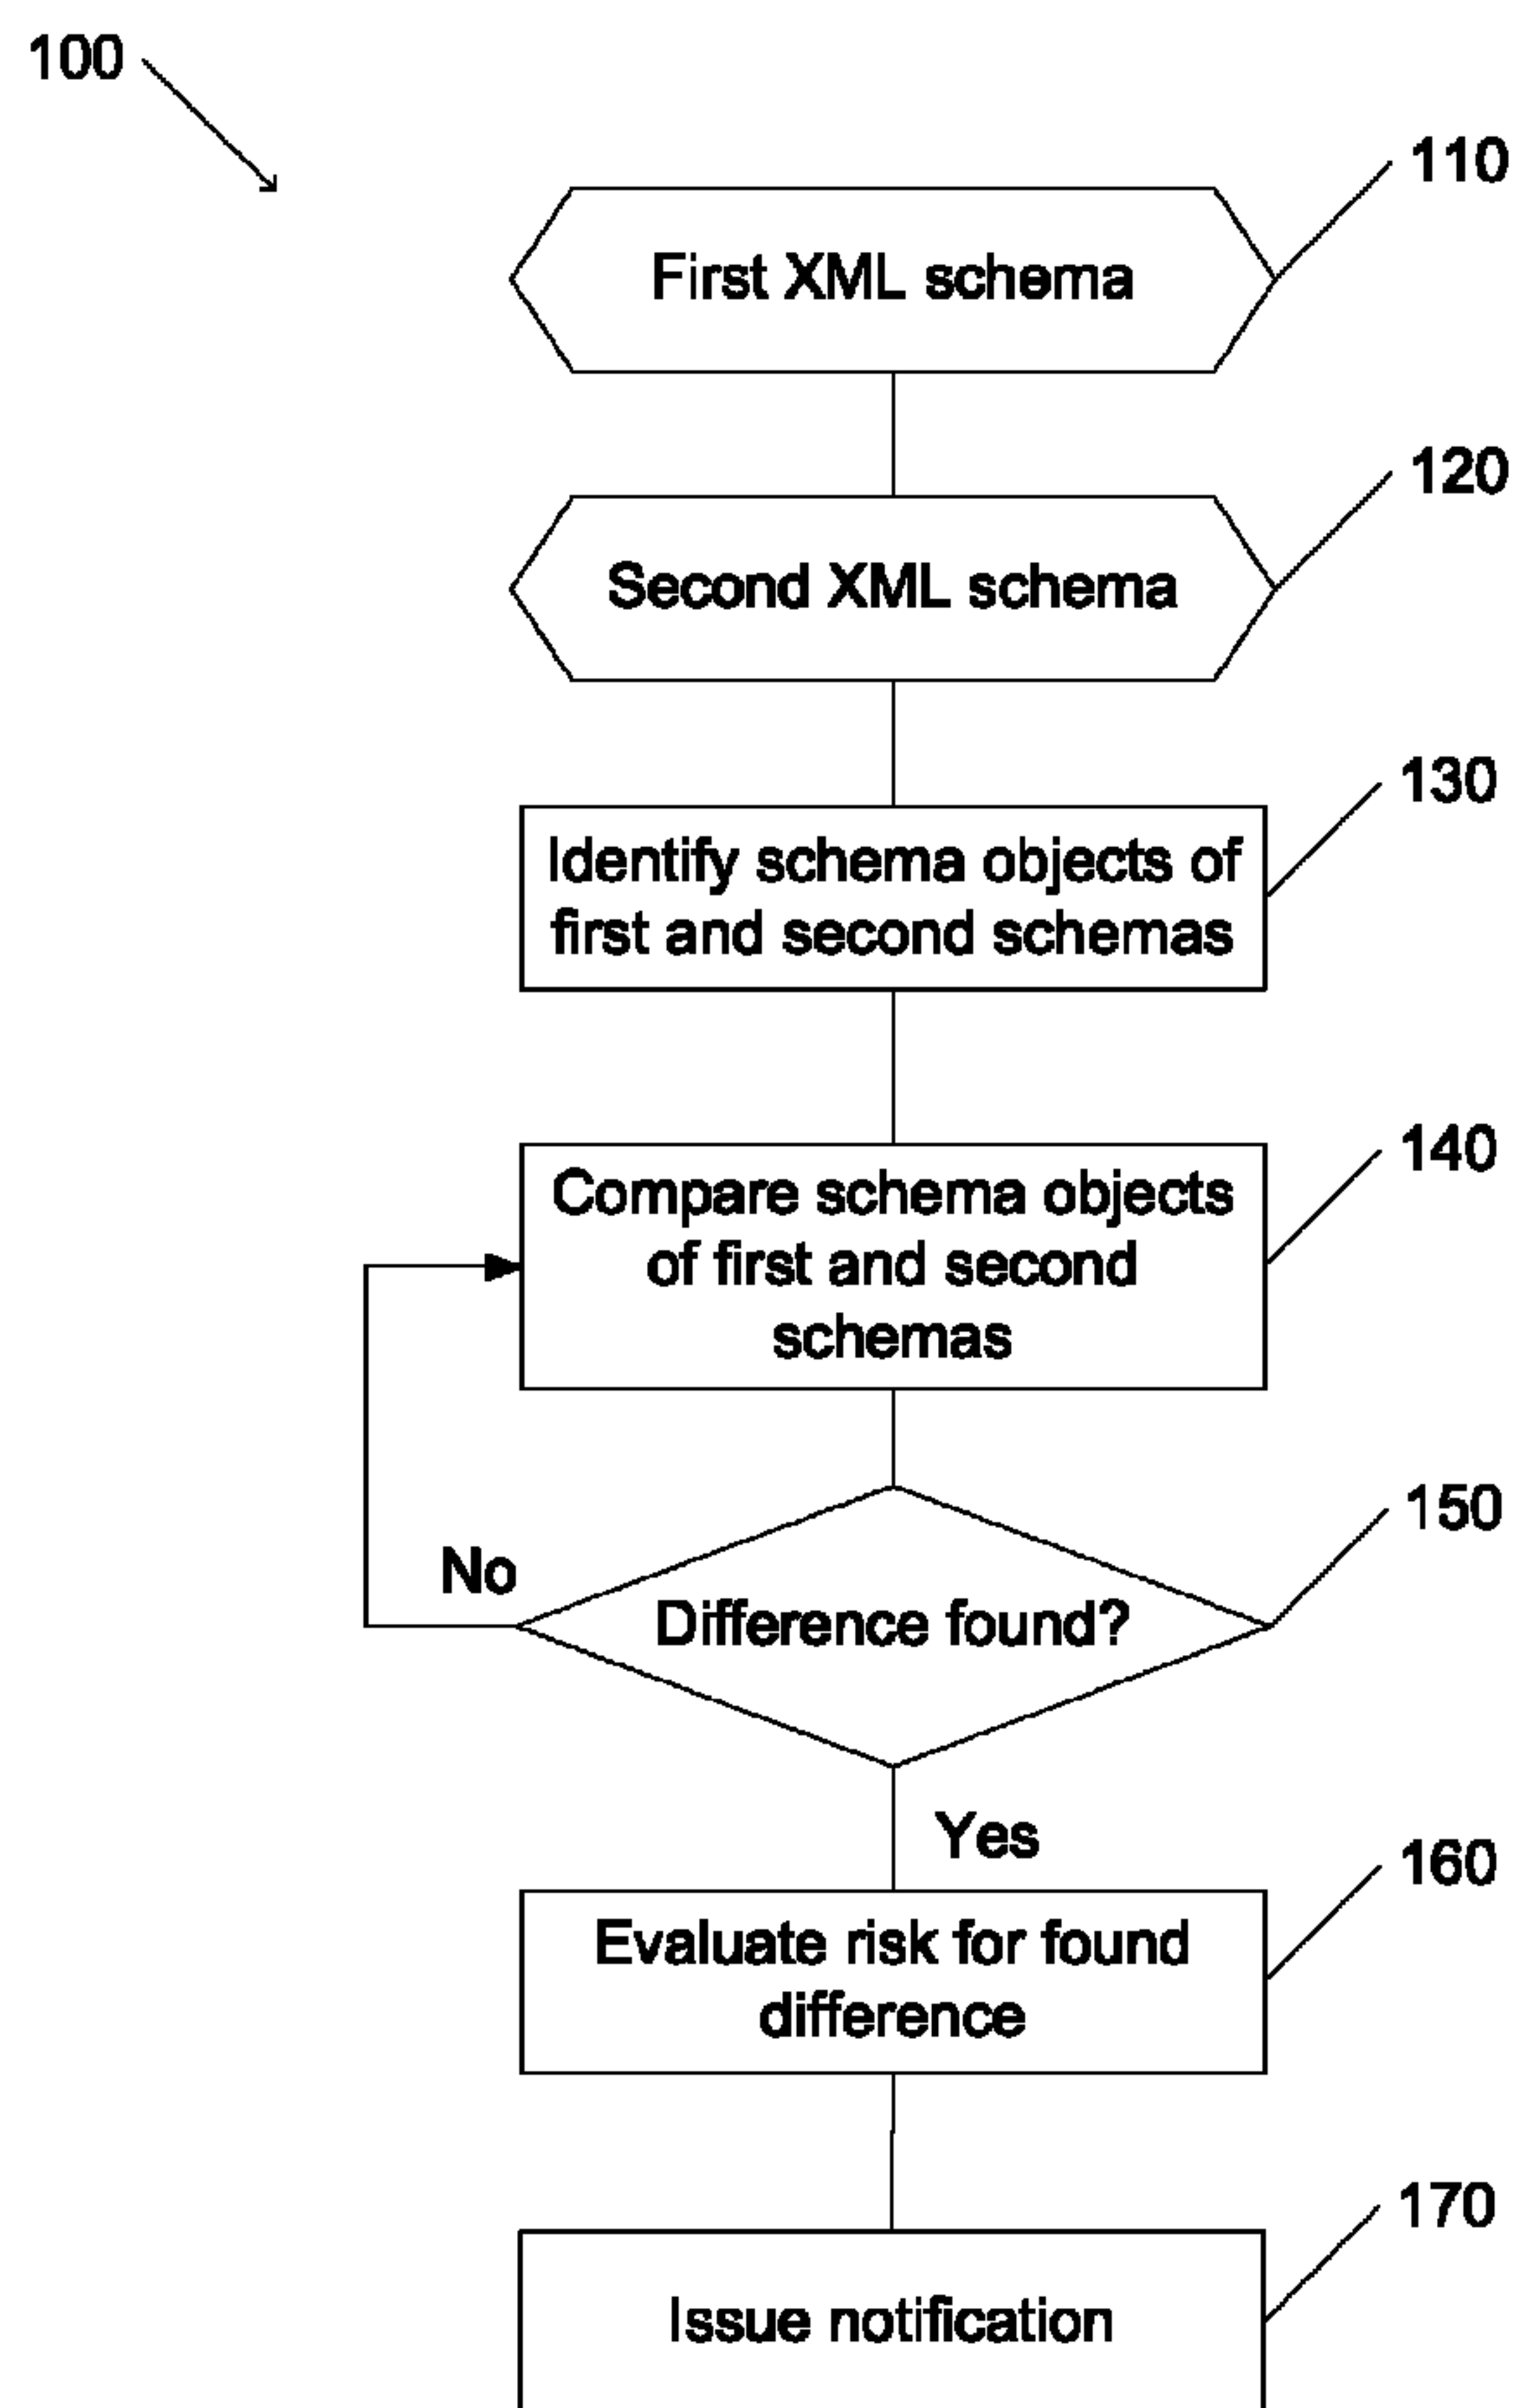 100
110
First XML schema
120
Second XML schema
130
Identify schema objects of
first and second schemas
140
Compare schema objects
of first and second
schemas
150
No
Difference found?
Yes
160
Evaluate risk for found
difference
170
Issue notification